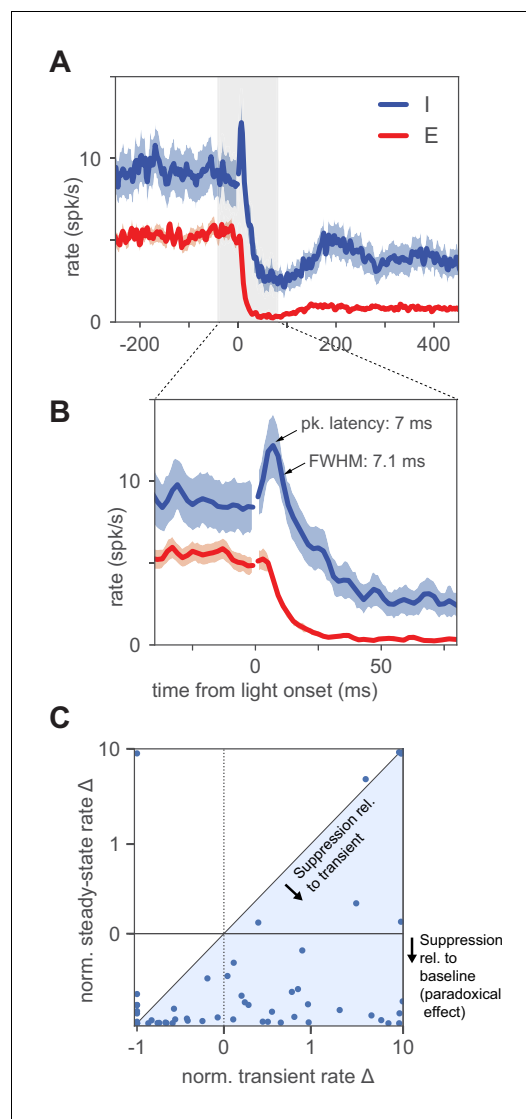 A
I
E
rate (spk/s)
10
0
-200
0
200
400
B
pk. latency: 7 ms
FWHM: 7.1 ms
rate (spk/s)
10
0
0
50
time from light onset (ms)
C
norm. steady-state rate Δ
10
1
0
-1
0
1
10
Suppression rel.
to transient
Suppression
rel. to
baseline
(paradoxical
effect)
norm. transient rate Δ